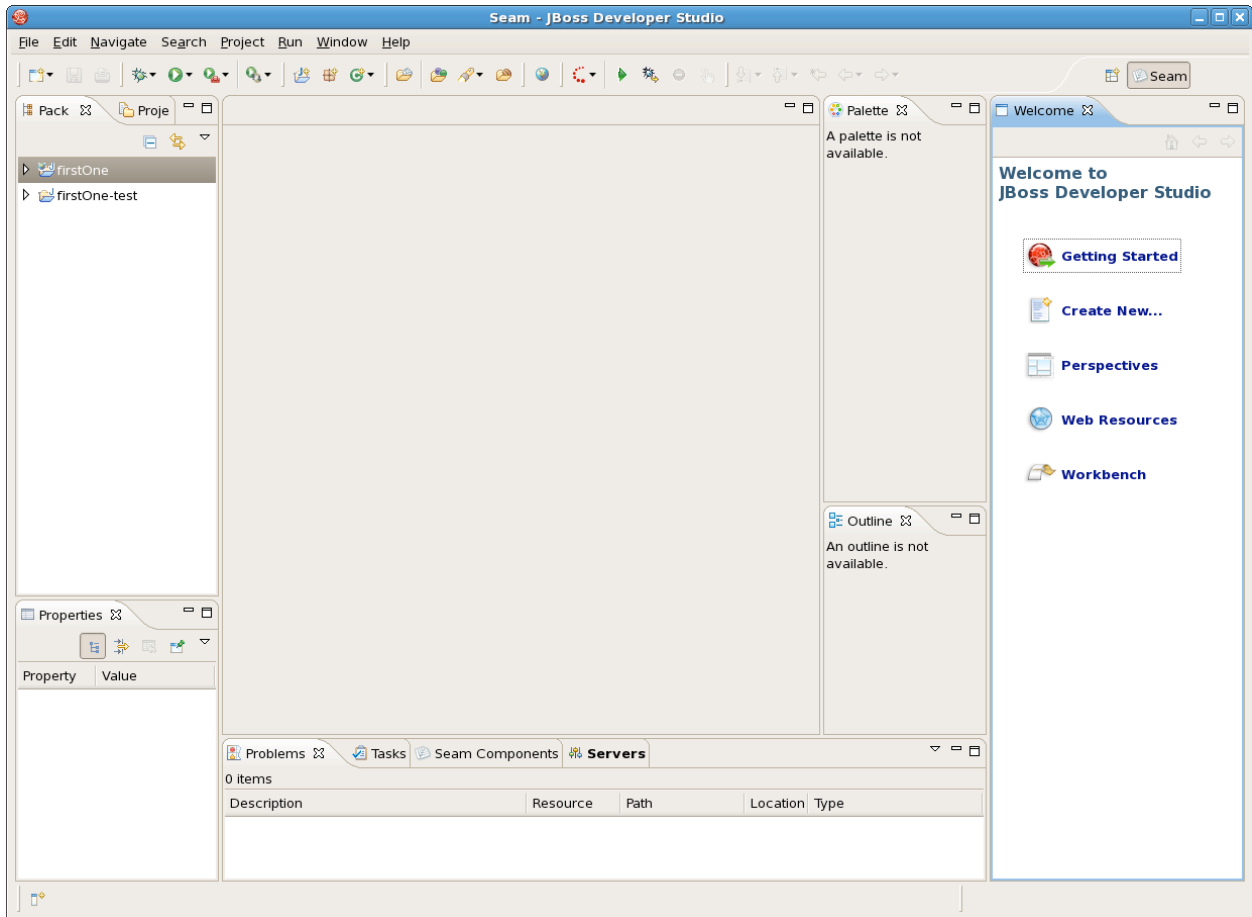 Seam - JBoss Developer Studio
File Edit Navigate Search Project Run Window Help
Seam
Pack
Proje
firstOne
firstOne-test
Palette
A palette is not
available.
Outline
An outline is not
available.
Welcome
Welcome to
JBoss Developer Studio
Getting Started
Create New...
Perspectives
Web Resources
Workbench
Properties
Property Value
Problems Tasks Seam Components Servers
0 items
Description Resource Path Location Type